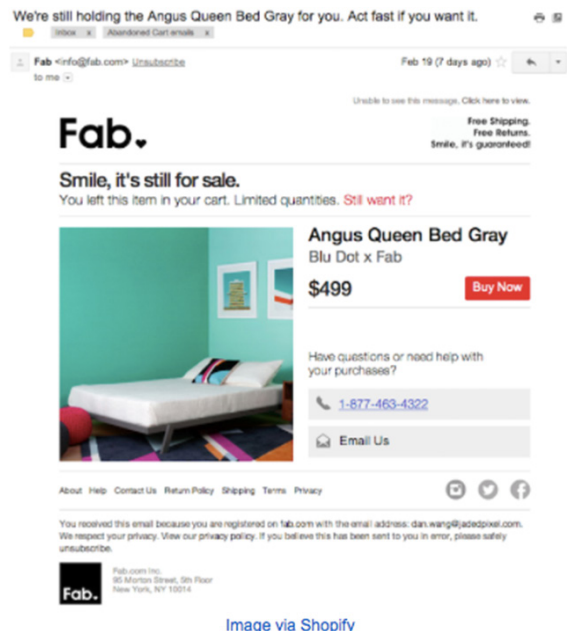 We're still holding the Angus Queen Bed Gray for you. Act fast if you want it.
Inbox x Abandoned Cart emails x
Fab <info@fab.com> Unsubscribe Feb 19 (7 days ago)
to me
Unable to see this message, Click here to view.
Fab.
Free Shipping.
Free Returns.
Smile, it's guaranteed!
Smile, it's still for sale.
You left this item in your cart. Limited quantities. Still want it?
Angus Queen Bed Gray
Blu Dot x Fab
$499 Buy Now
Have questions or need help with
your purchases?
1-877-463-4322
Email Us
About Help Contact Us Return Policy Shipping Terms Privacy
You received this email because you are registered on fab.com with the email address: dan.wang@jadedpixel.com.
We respect your privacy. View our privacy policy. If you believe this has been sent to you in error, please safely
unsubscribe.
Fab.
Fab.com Inc.
95 Morton Street, 5th Floor
New York, NY 10014
Image via Shopify